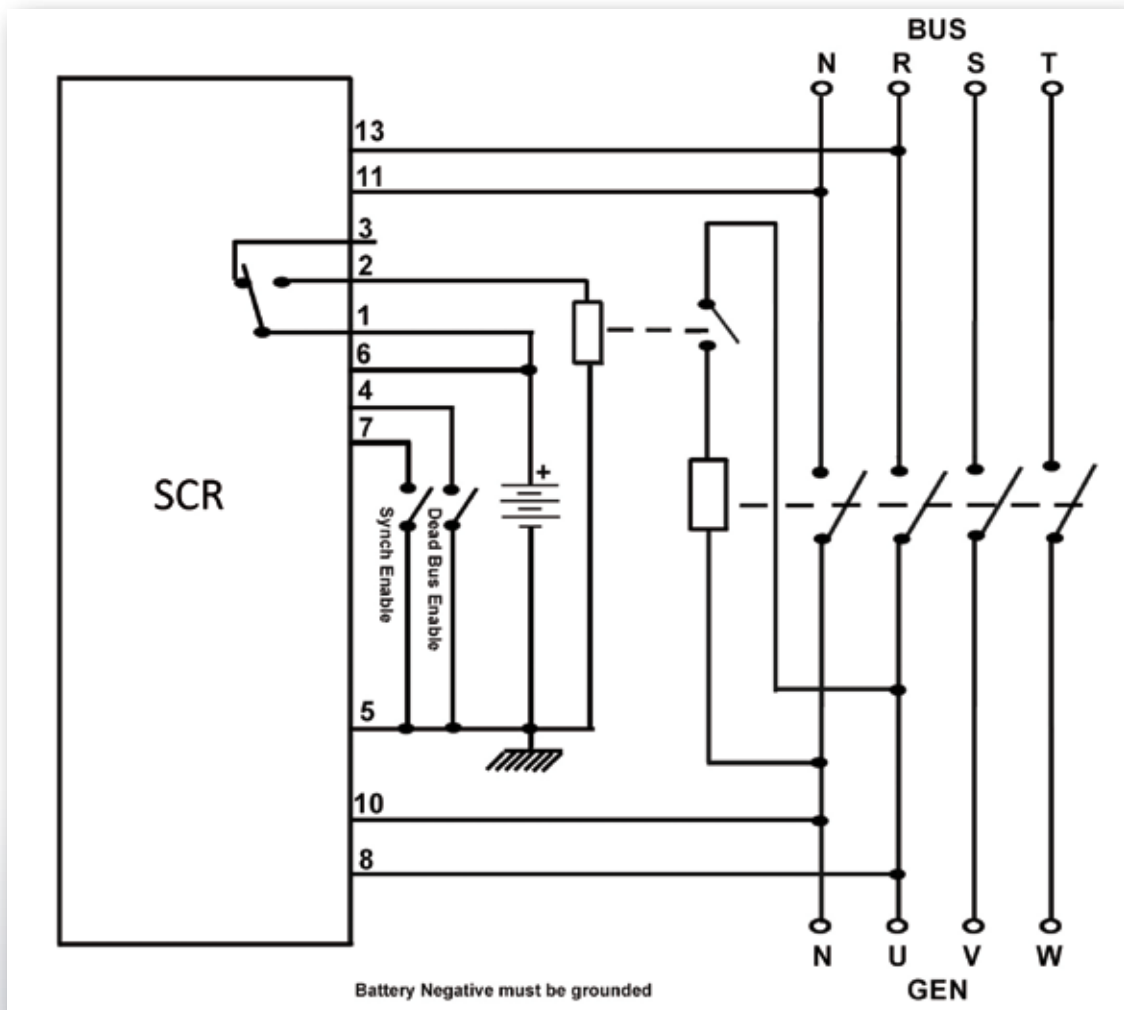 BUS
N R S T
13
11
3
2
1
6
4
7
+
SCR
Synch Enable
Dead Bus Enable
5
10
8
N U V W
Battery Negative must be grounded
GEN